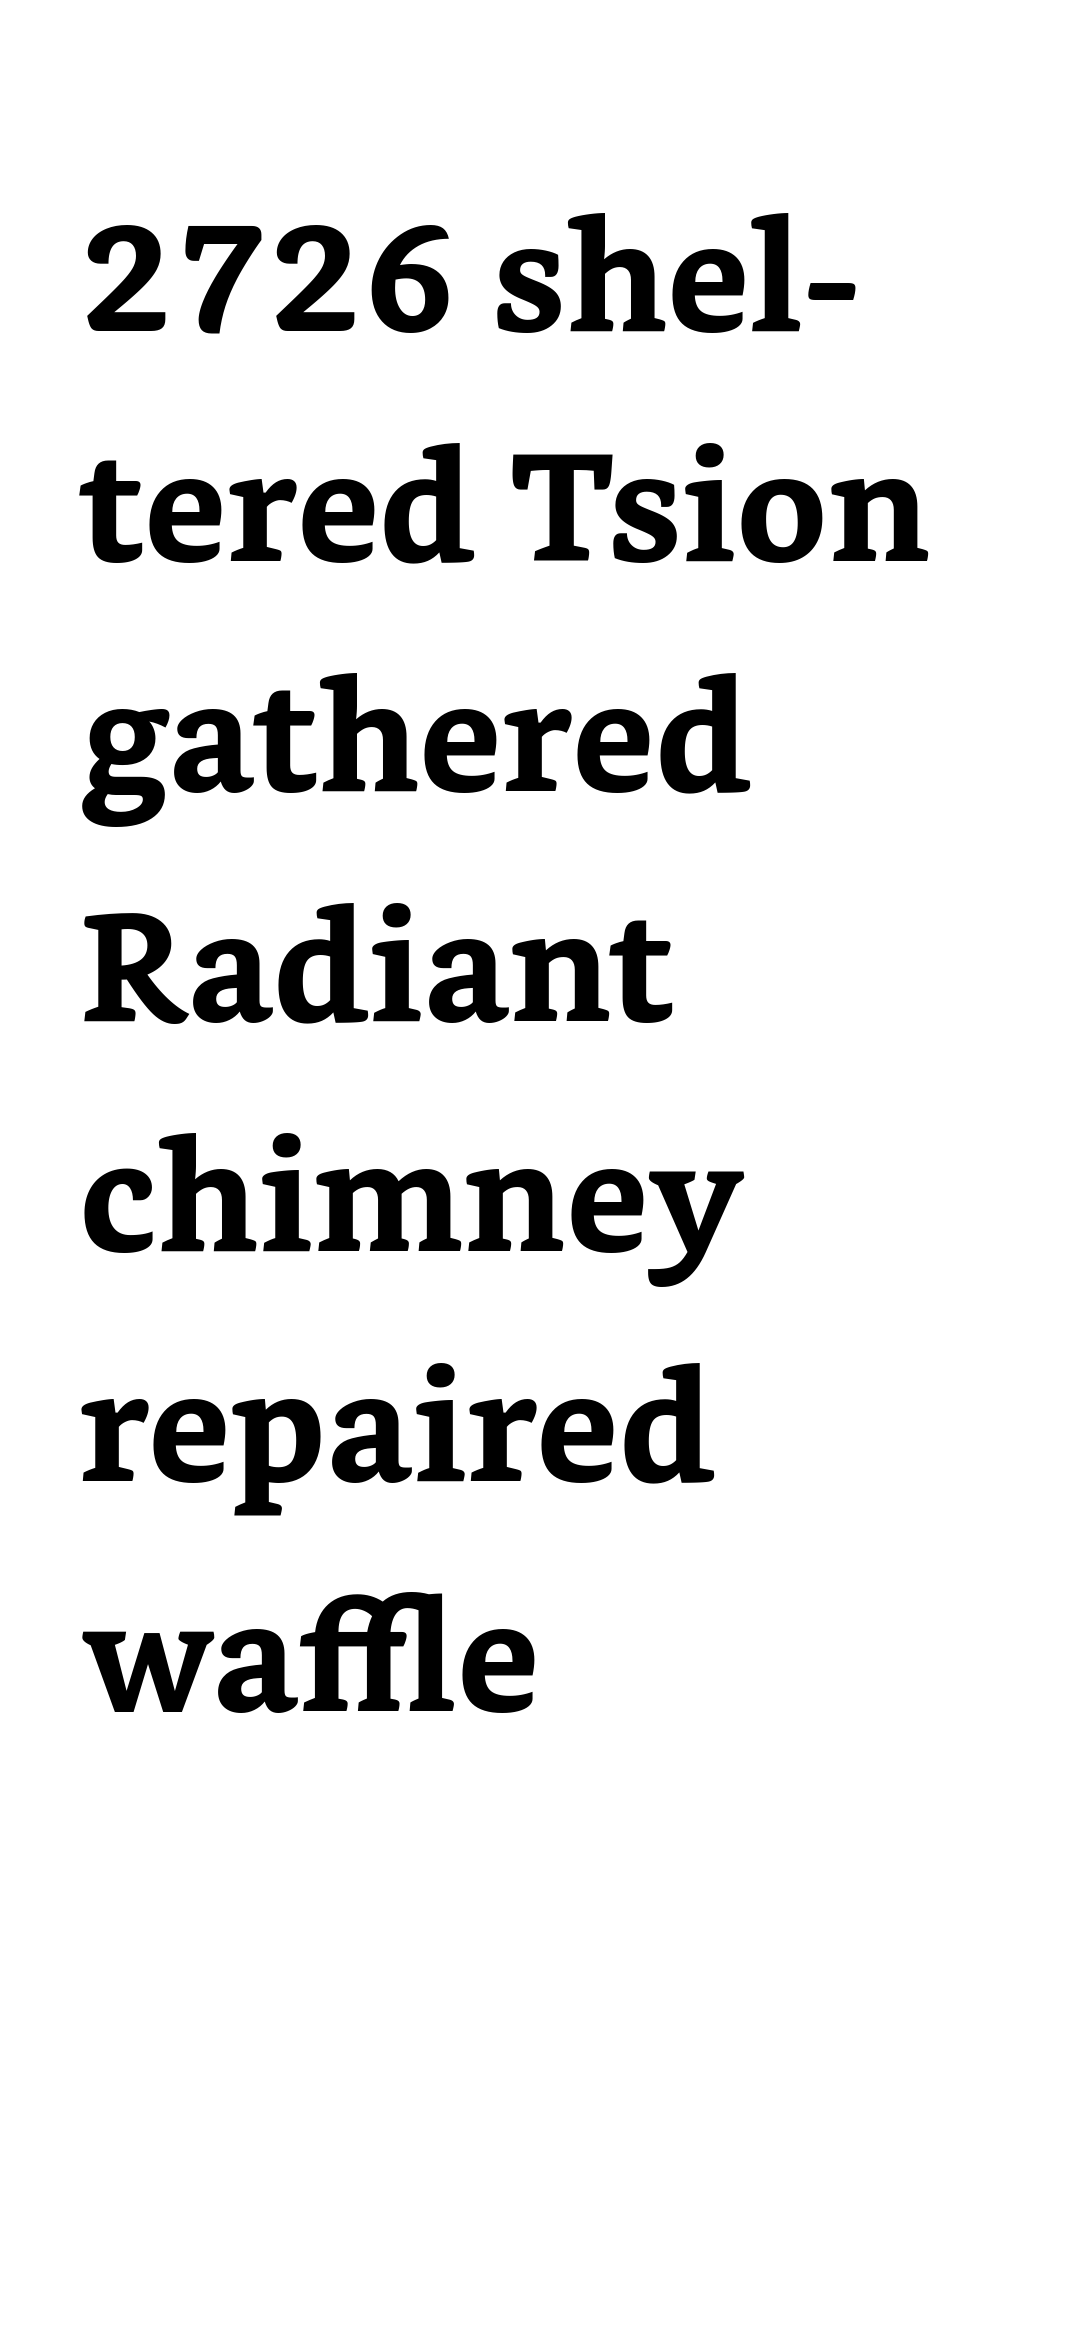 2726 shel-
tered Tsion
gathered
Radiant
chimney
repaired
waffle